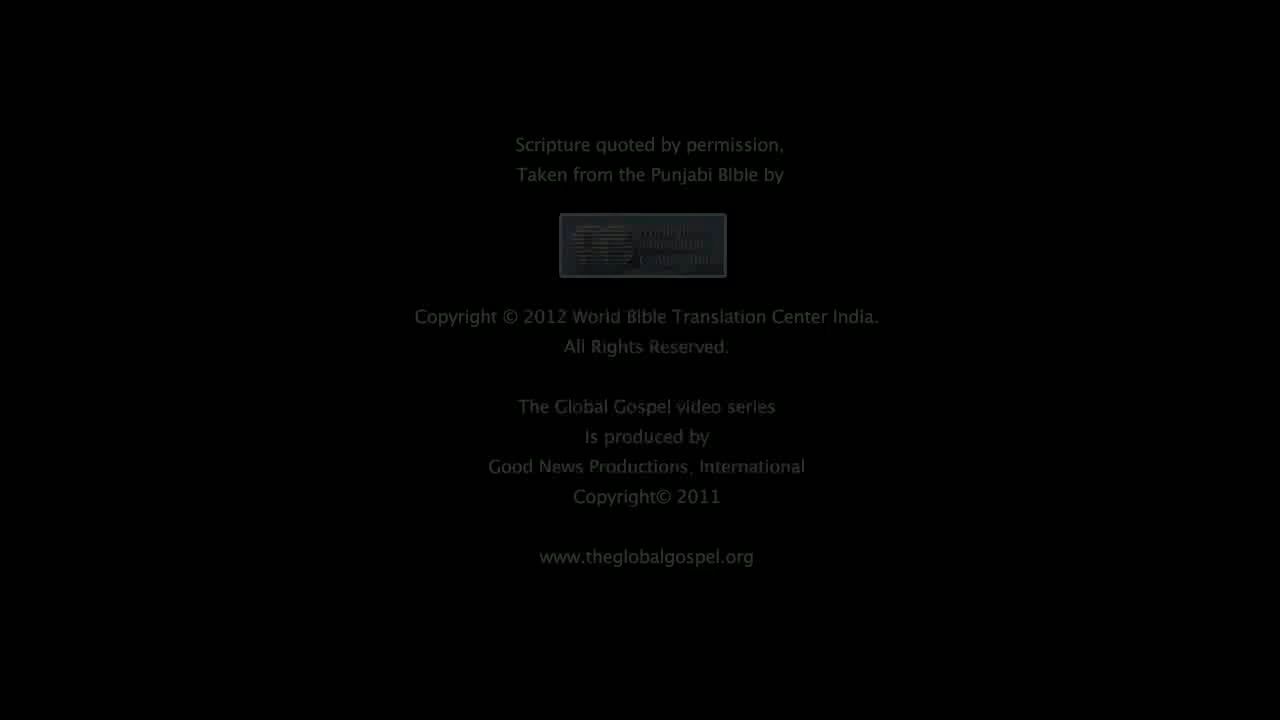 Scripture quoted by permission,
Taken from the Punjabi Bible by
Copyright © 2012 World Bible Translation Center India.
All Rights Reserved.
The Global Gospel video series
is produced by
Good News Productions, International
Copyright© 2011
www.theglobalgospel.org